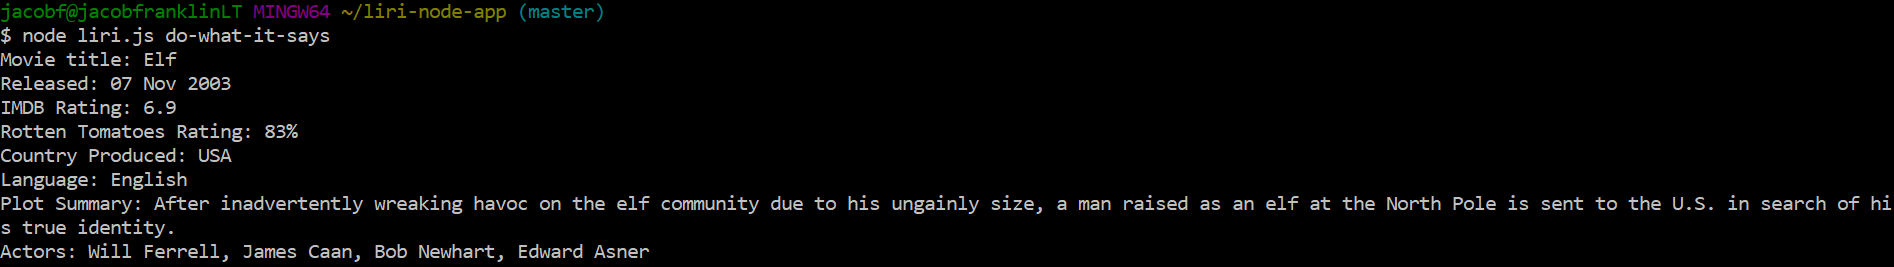 jacobf@jacobfranklinLT MINGW64 ~/liri-node-app (master)
$ node liri.js do-what-it-says
Movie title: Elf
Released: 07 Nov 2003
IMDB Rating: 6.9
Rotten Tomatoes Rating: 83%
Country Produced: USA
Language: English
Plot Summary: After inadvertently wreaking havoc on the elf community due to his ungainly size, a man raised as an elf at the North Pole is sent to the U.S. in search of hi
s true identity.
Actors: Will Ferrell, James Caan, Bob Newhart, Edward Asner